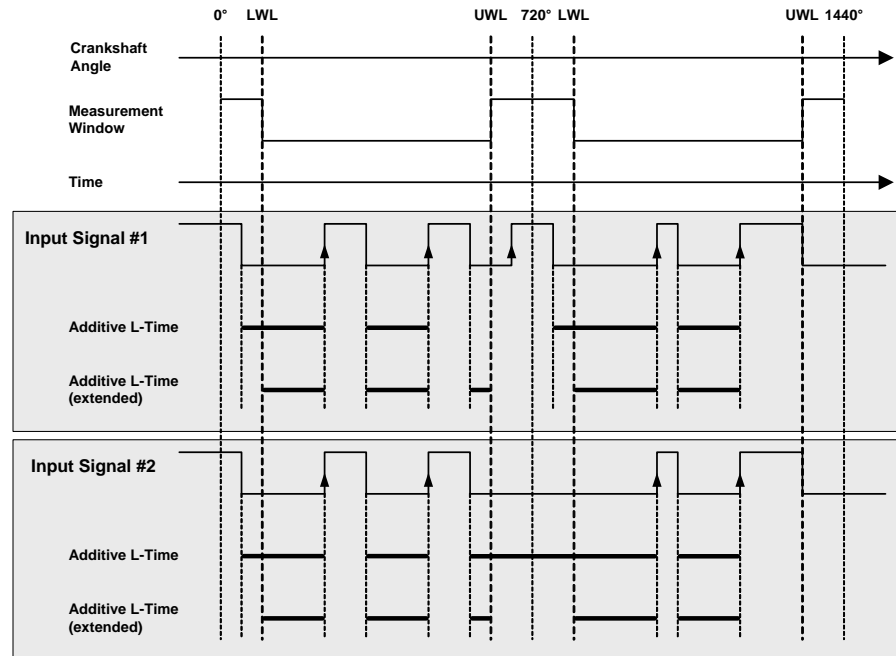 0° LWL UWL 720° LWL UWL 1440°
Crankshaft
Angle
Measurement
Window
Time
Input Signal #1
Additive L-Time
Additive L-Time
(extended)
Input Signal #2
Additive L-Time
Additive L-Time
(extended)